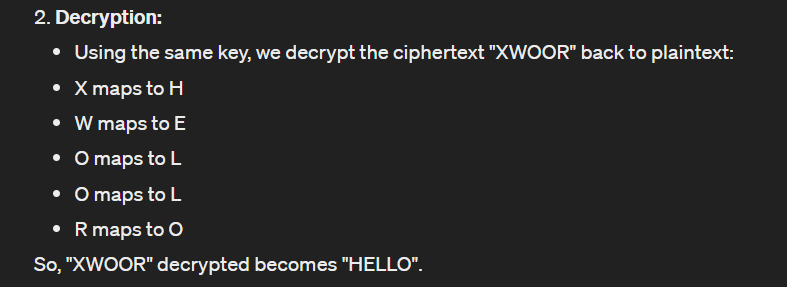 2. Decryption:
• Using the same key, we decrypt the ciphertext "XWOOR" back to plaintext:
• X maps to H
• W maps to E
• O maps to L
• O maps to L
• R maps to O
So, "XWOOR" decrypted becomes "HELLO".